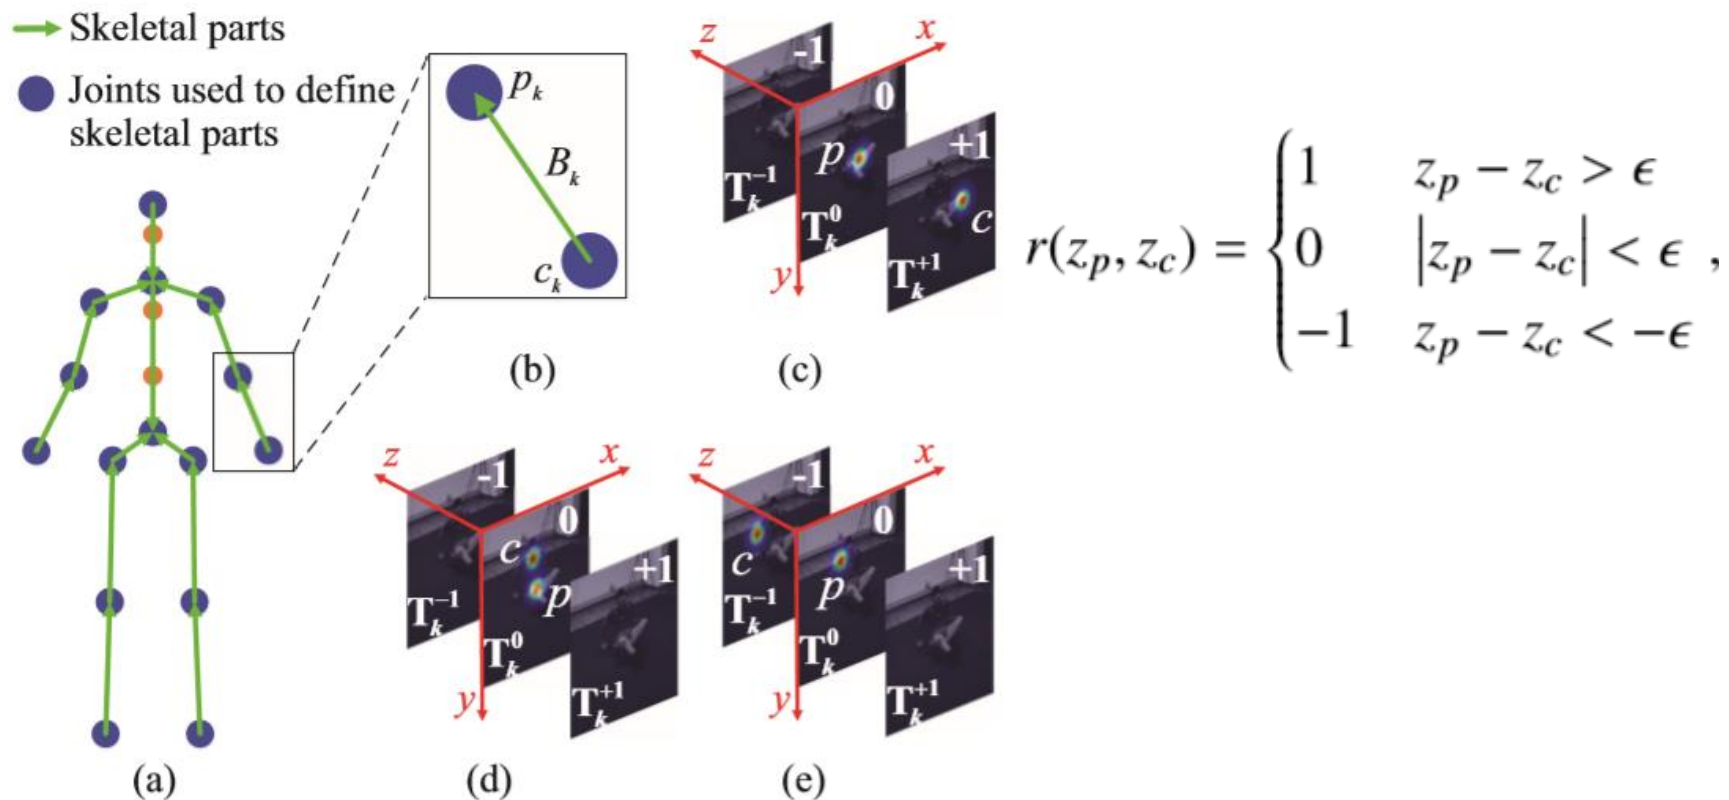 Skeletal parts
Joints used to define
skeletal parts
p_k
B_k
c_k
(a)
(b)
z
x
y
-1
0
+1
p
c
T_k^{-1}
T_k^0
T_k^{+1}
(c)
z
x
y
-1
0
+1
c
p
T_k^{-1}
T_k^0
T_k^{+1}
(d)
z
x
y
-1
0
+1
c
p
T_k^{-1}
T_k^0
T_k^{+1}
(e)
r(z_p, z_c) = {
1 z_p − z_c > ϵ
0 |z_p − z_c| < ϵ ,
−1 z_p − z_c < −ϵ